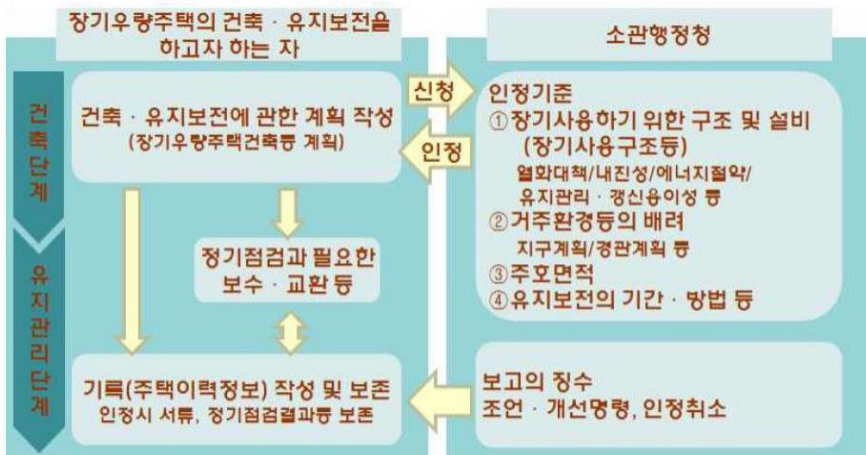 장기우량주택의 건축 · 유지보전을
하고자 하는 자
소관행정청
건축단계
유지관리단계
건축 · 유지보전에 관한 계획 작성
(장기우량주택건축등 계획)
신청
인정
정기점검과 필요한
보수 · 교환 등
기록(주택이력정보) 작성 및 보존
인정시 서류, 정기점검결과등 보존
인정기준
①장기사용하기 위한 구조 및 설비
(장기사용구조등)
열화대책/내진성/에너지절약/
유지관리 · 갱신용이성 등
②거주환경등의 배려
지구계획/경관계획 등
③주호면적
④유지보전의 기간 · 방법 등
보고의 징수
조언 · 개선명령, 인정취소